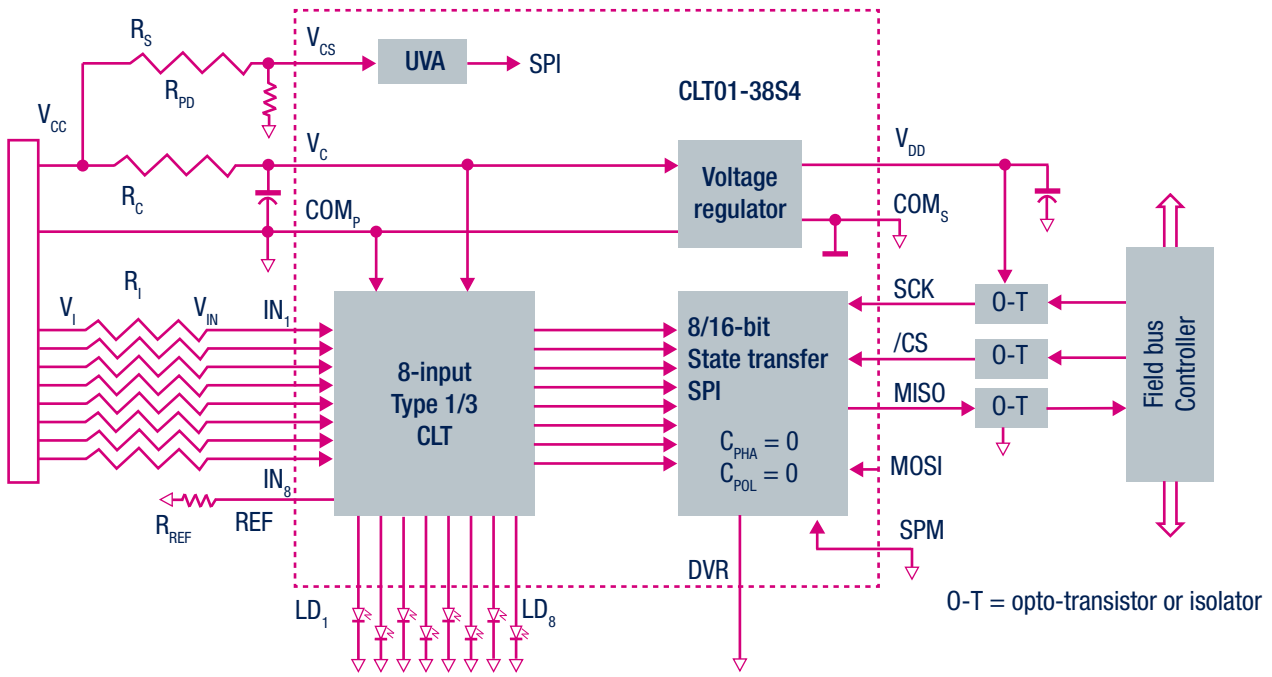 R_S
V_CS
UVA
SPI
CLT01-38S4
R_PD
V_CC
V_C
V_DD
Voltage
regulator
R_C
COM_P
COM_S
R_I
V_I
V_IN
IN_1
8-input
Type 1/3
CLT
8/16-bit
State transfer
SPI
C_PHA = 0
C_POL = 0
SCK
O-T
/CS
O-T
MISO
O-T
Field bus
Controller
MOSI
IN_8
R_REF
REF
SPM
DVR
LD_1
LD_8
O-T = opto-transistor or isolator